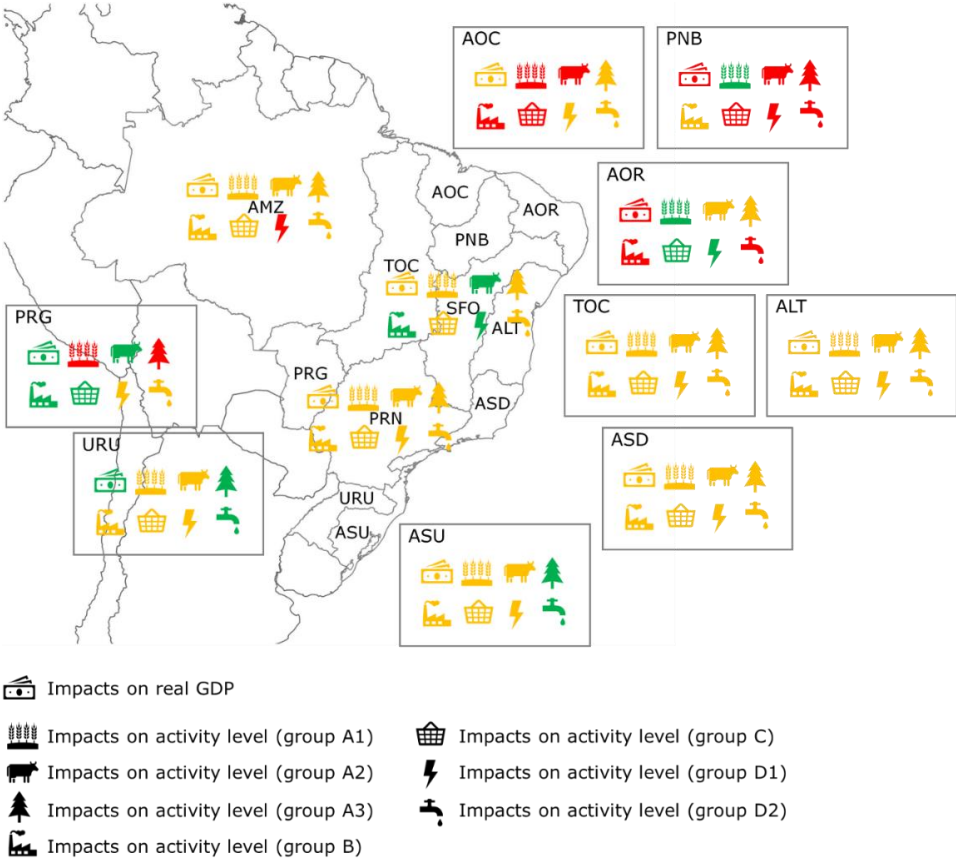 AOC
PNB
AOR
AOC
AOR
PNB
AMZ
TOC
SFO
ALT
TOC
ALT
PRG
PRG
ASD
PRN
ASD
URU
URU
ASU
ASU
Impacts on real GDP
Impacts on activity level (group A1)
Impacts on activity level (group C)
Impacts on activity level (group A2)
Impacts on activity level (group D1)
Impacts on activity level (group A3)
Impacts on activity level (group D2)
Impacts on activity level (group B)